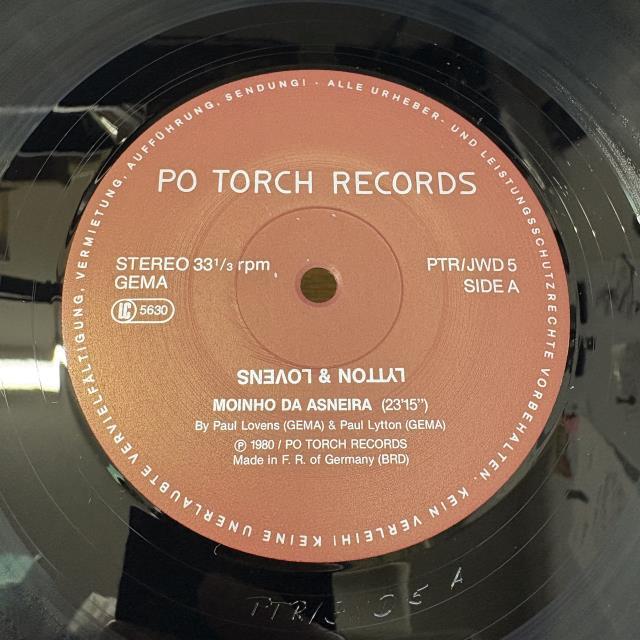 ALLE URHEBER- UND LEISTUNGSSCHUTZRECHTE VORBEHALTEN. KEIN VERLEIH! KEINE UNERLAUBTE VERVIELFÄLTIGUNG, VERMIETUNG, AUFFÜHRUNG, SENDUNG! ·
PO TORCH RECORDS
STEREO 33 1/3 rpm
PTR/JWD 5
GEMA
SIDE A
LC 5630
LYTTON & LOVENS
MOINHO DA ASNEIRA (23'15")
By Paul Lovens (GEMA) & Paul Lytton (GEMA)
Ⓟ 1980 / PO TORCH RECORDS
Made in F. R. of Germany (BRD)